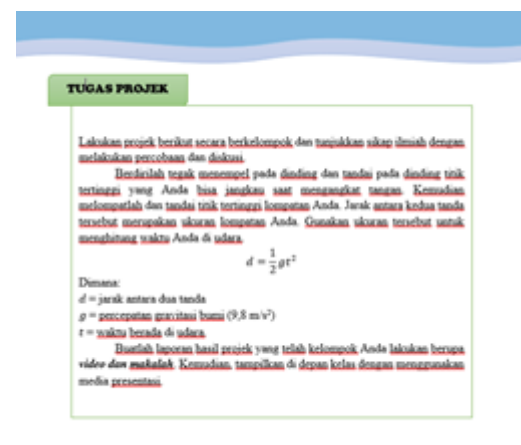 TUGAS PROJEK
Lakukan projek berikut secara berkelompok dan tunjukkan sikap ilmiah dengan
melakukan percobaan dan diskusi.
Berdirilah tegak menempel pada dinding dan tandai pada dinding titik
tertinggi yang Anda bisa jangkau saat mengangkat tangan. Kemudian
melompatlah dan tandai titik tertinggi lompatan Anda. Jarak antara kedua tanda
tersebut merupakan ukuran lompatan Anda. Gunakan ukuran tersebut untuk
menghitung waktu Anda di udara.
d = 1/2 gt²
Dimana:
d = jarak antara dua tanda
g = percepatan gravitasi bumi (9,8 m/s²)
t = waktu berada di udara.
Buatlah laporan hasil projek yang telah kelompok Anda lakukan berupa
video dan makalah. Kemudian, tampilkan di depan kelas dengan menggunakan
media presentasi.